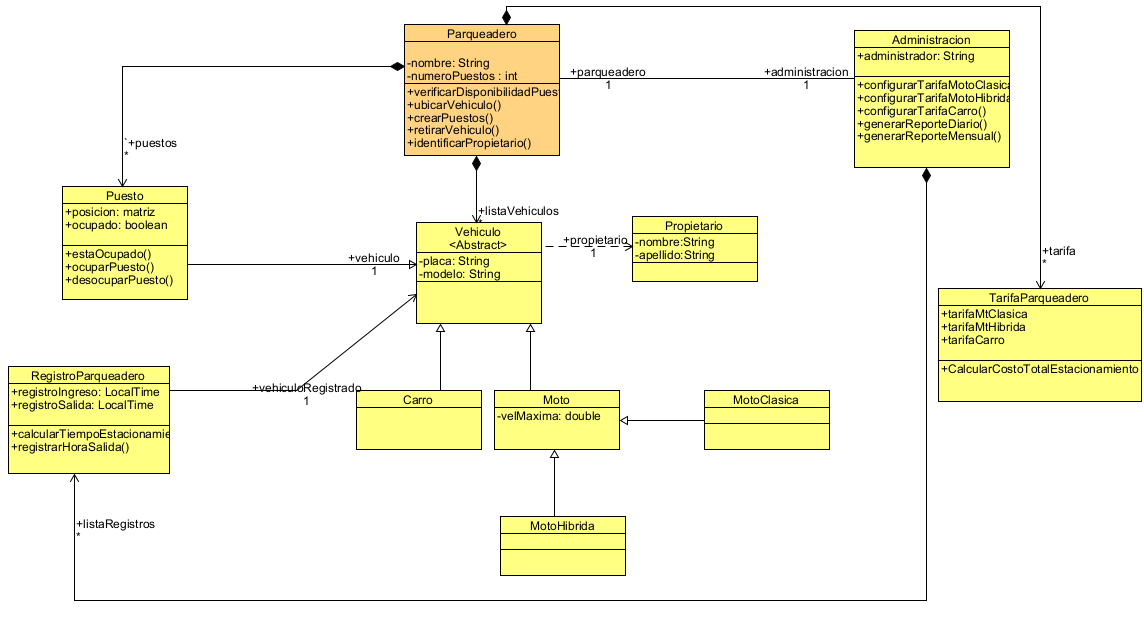 Parqueadero
-nombre: String
-numeroPuestos : int
+verificarDisponibilidadPuest
+ubicarVehiculo()
+crearPuestos()
+retirarVehiculo()
+identificarPropietario()
+parqueadero
1
+administracion
1
Administracion
+administrador: String
+configurarTarifaMotoClasica
+configurarTarifaMotoHibrida
+configurarTarifaCarro()
+generarReporteDiario()
+generarReporteMensual()
`+puestos
*
Puesto
+posicion: matriz
+ocupado: boolean
+estaOcupado()
+ocuparPuesto()
+desocuparPuesto()
+listaVehiculos
*
Vehiculo
<Abstract>
-placa: String
-modelo: String
+vehiculo
1
+propietario
1
Propietario
-nombre:String
-apellido:String
+tarifa
*
TarifaParqueadero
+tarifaMtClasica
+tarifaMtHibrida
+tarifaCarro
+CalcularCostoTotalEstacionamiento
RegistroParqueadero
+registroIngreso: LocalTime
+registroSalida: LocalTime
+calcularTiempoEstacionamie
+registrarHoraSalida()
+vehiculoRegistrado
1
Carro
Moto
-velMaxima: double
MotoClasica
MotoHibrida
+listaRegistros
*